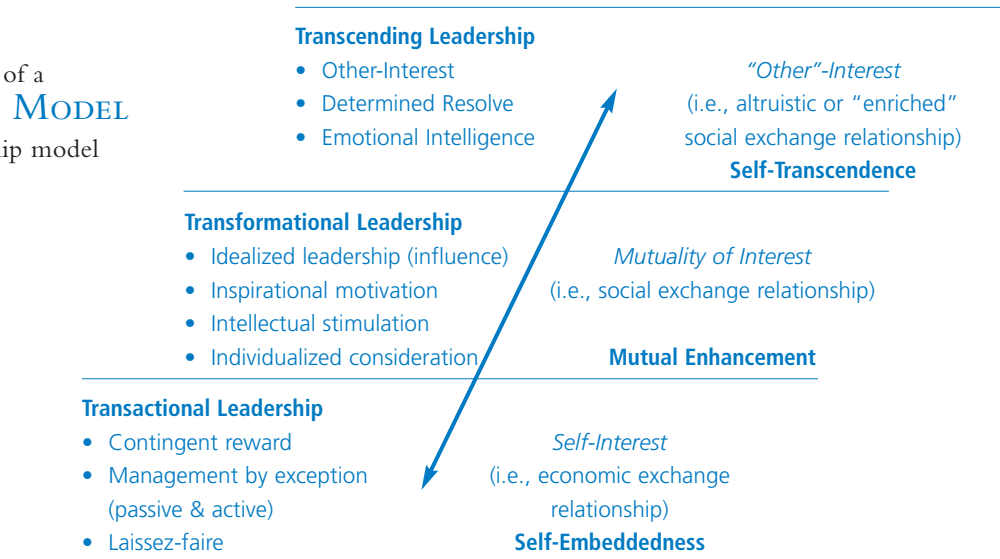 of a
MODEL
ip model
Transcending Leadership
• Other-Interest
• Determined Resolve
• Emotional Intelligence
"Other"-Interest
(i.e., altruistic or "enriched"
social exchange relationship)
Self-Transcendence
Transformational Leadership
• Idealized leadership (influence)
• Inspirational motivation
• Intellectual stimulation
• Individualized consideration
Mutuality of Interest
(i.e., social exchange relationship)
Mutual Enhancement
Transactional Leadership
• Contingent reward
• Management by exception
(passive & active)
• Laissez-faire
Self-Interest
(i.e., economic exchange
relationship)
Self-Embeddedness